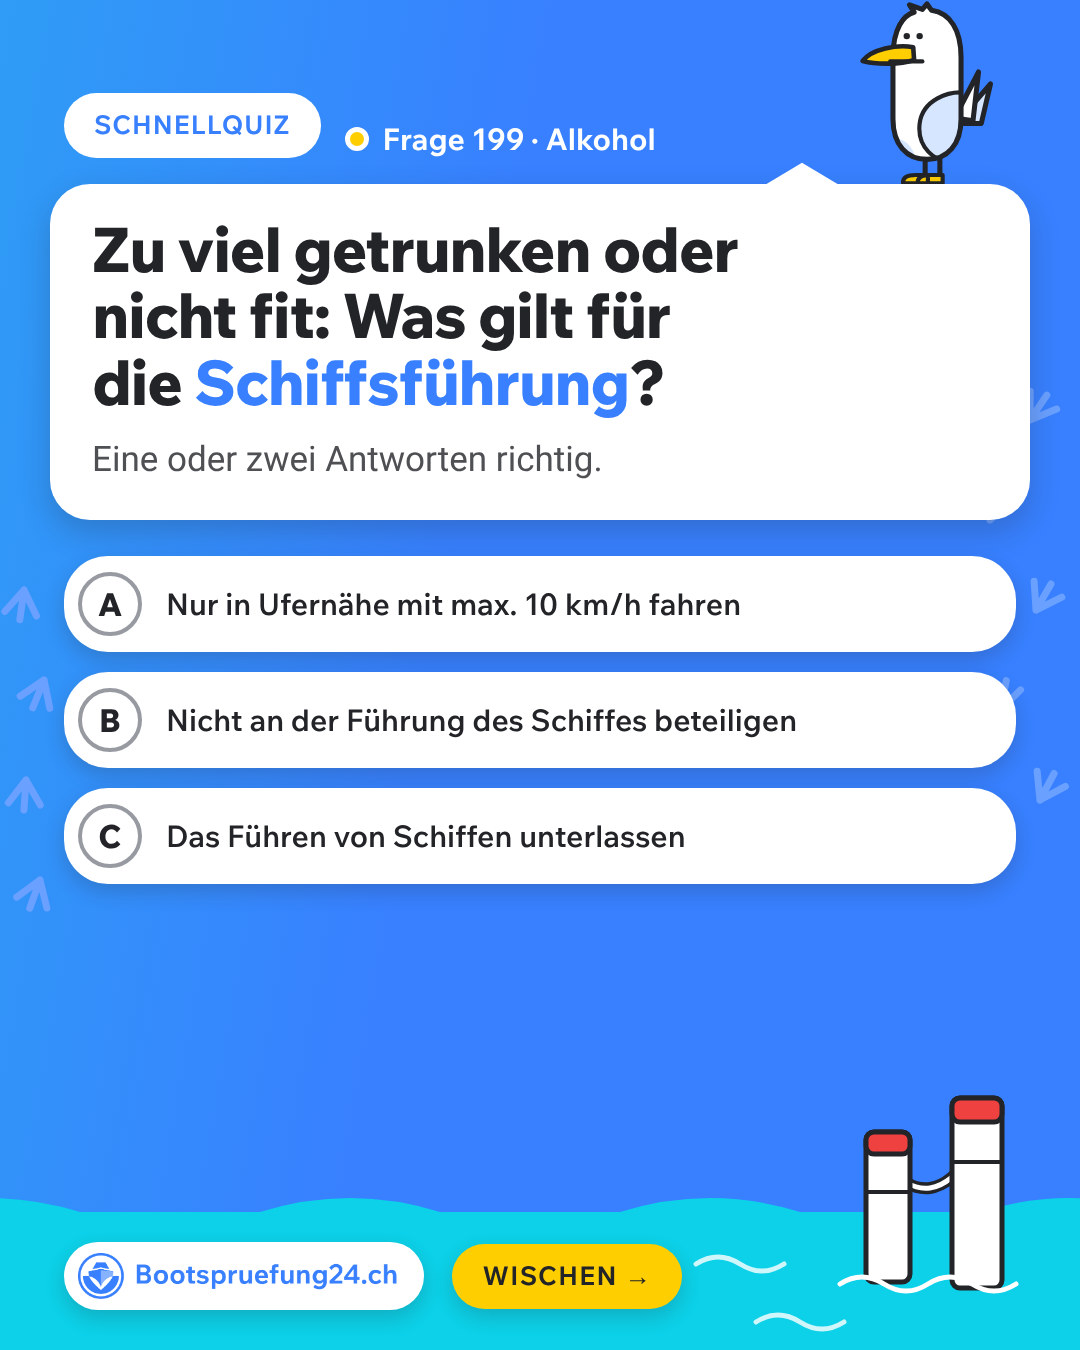 SCHNELLQUIZ
Frage 199 · Alkohol
Zu viel getrunken oder
nicht fit: Was gilt für
die Schiffsführung?
Eine oder zwei Antworten richtig.
A Nur in Ufernähe mit max. 10 km/h fahren
B Nicht an der Führung des Schiffes beteiligen
C Das Führen von Schiffen unterlassen
Bootspruefung24.ch
WISCHEN →